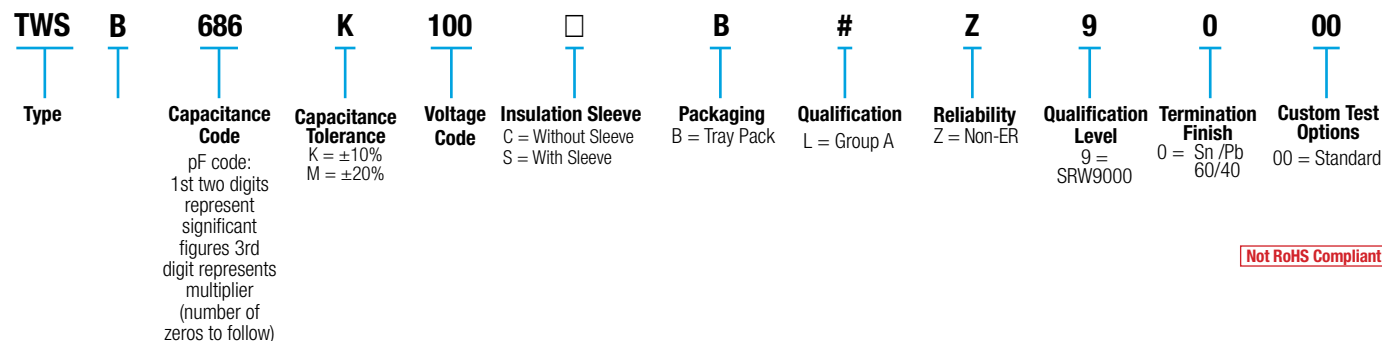 TWS B 686 K 100 □ B # Z 9 0 00
Type
Capacitance
Code
pF code:
1st two digits
represent
significant
figures 3rd
digit represents
multiplier
(number of
zeros to follow)
Capacitance
Tolerance
K = ±10%
M = ±20%
Voltage
Code
Insulation Sleeve
C = Without Sleeve
S = With Sleeve
Packaging
B = Tray Pack
Qualification
L = Group A
Reliability
Z = Non-ER
Qualification
Level
9 =
SRW9000
Termination
Finish
0 = Sn /Pb
60/40
Custom Test
Options
00 = Standard
Not RoHS Compliant